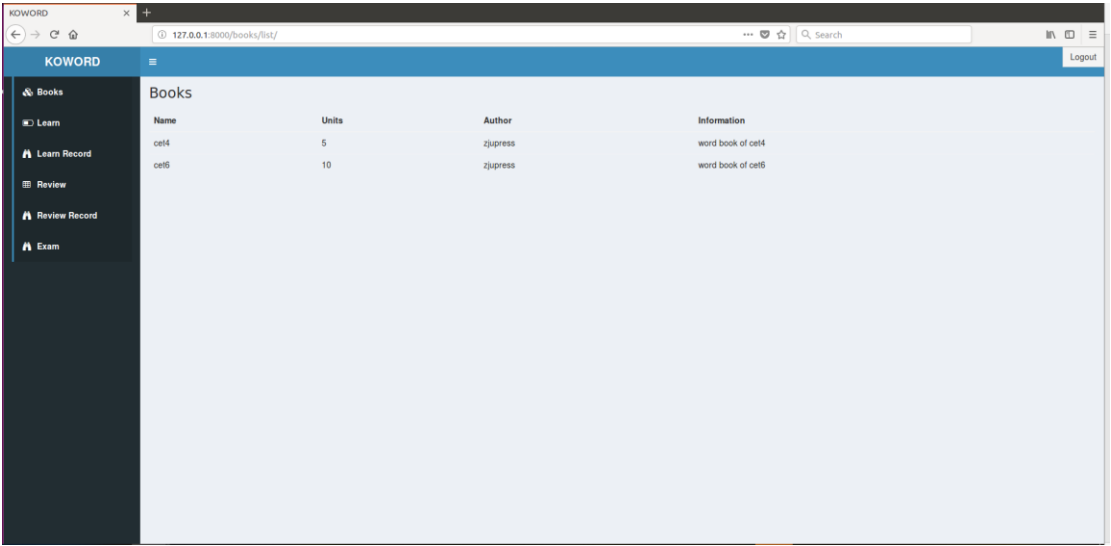 KOWORD
127.0.0.1:8000/books/list/
Search
KOWORD
Logout
Books
Learn
Learn Record
Review
Review Record
Exam
Books
Name Units Author Information
cet4 5 zjupress word book of cet4
cet6 10 zjupress word book of cet6